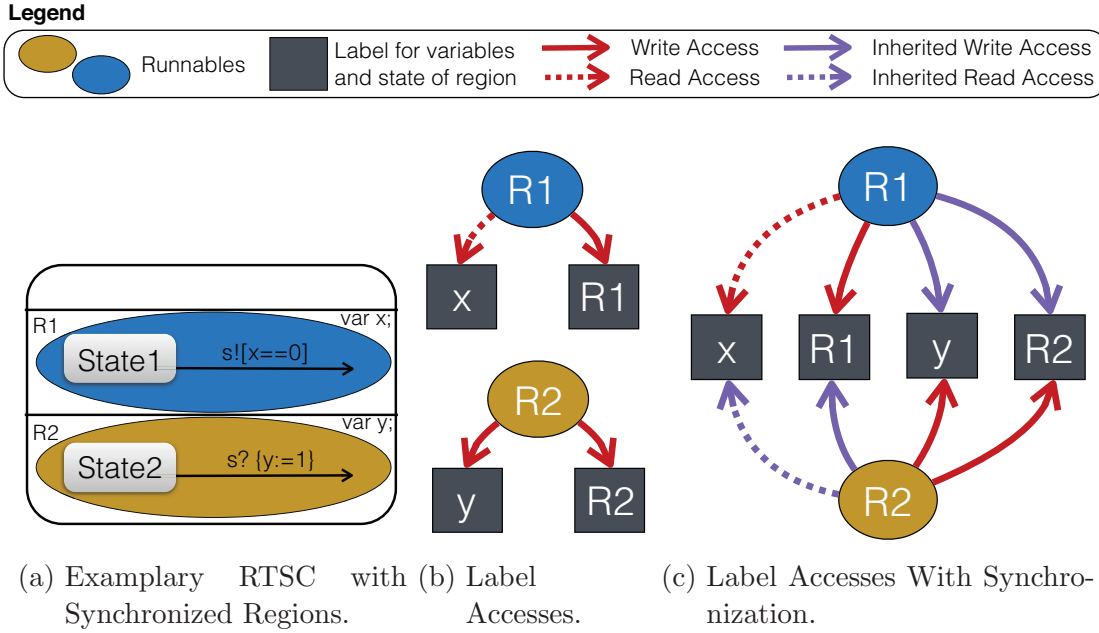 Legend
Runnables
Label for variables
and state of region
Write Access
Read Access
Inherited Write Access
Inherited Read Access
R1
var x;
State1
s![x==0]
R2
var y;
State2
s? {y:=1}
R1
x
R1
R2
y
R2
R1
x
R1
y
R2
R2
(a) Examplary RTSC with
Synchronized Regions.
(b) Label
Accesses.
(c) Label Accesses With Synchro-
nization.